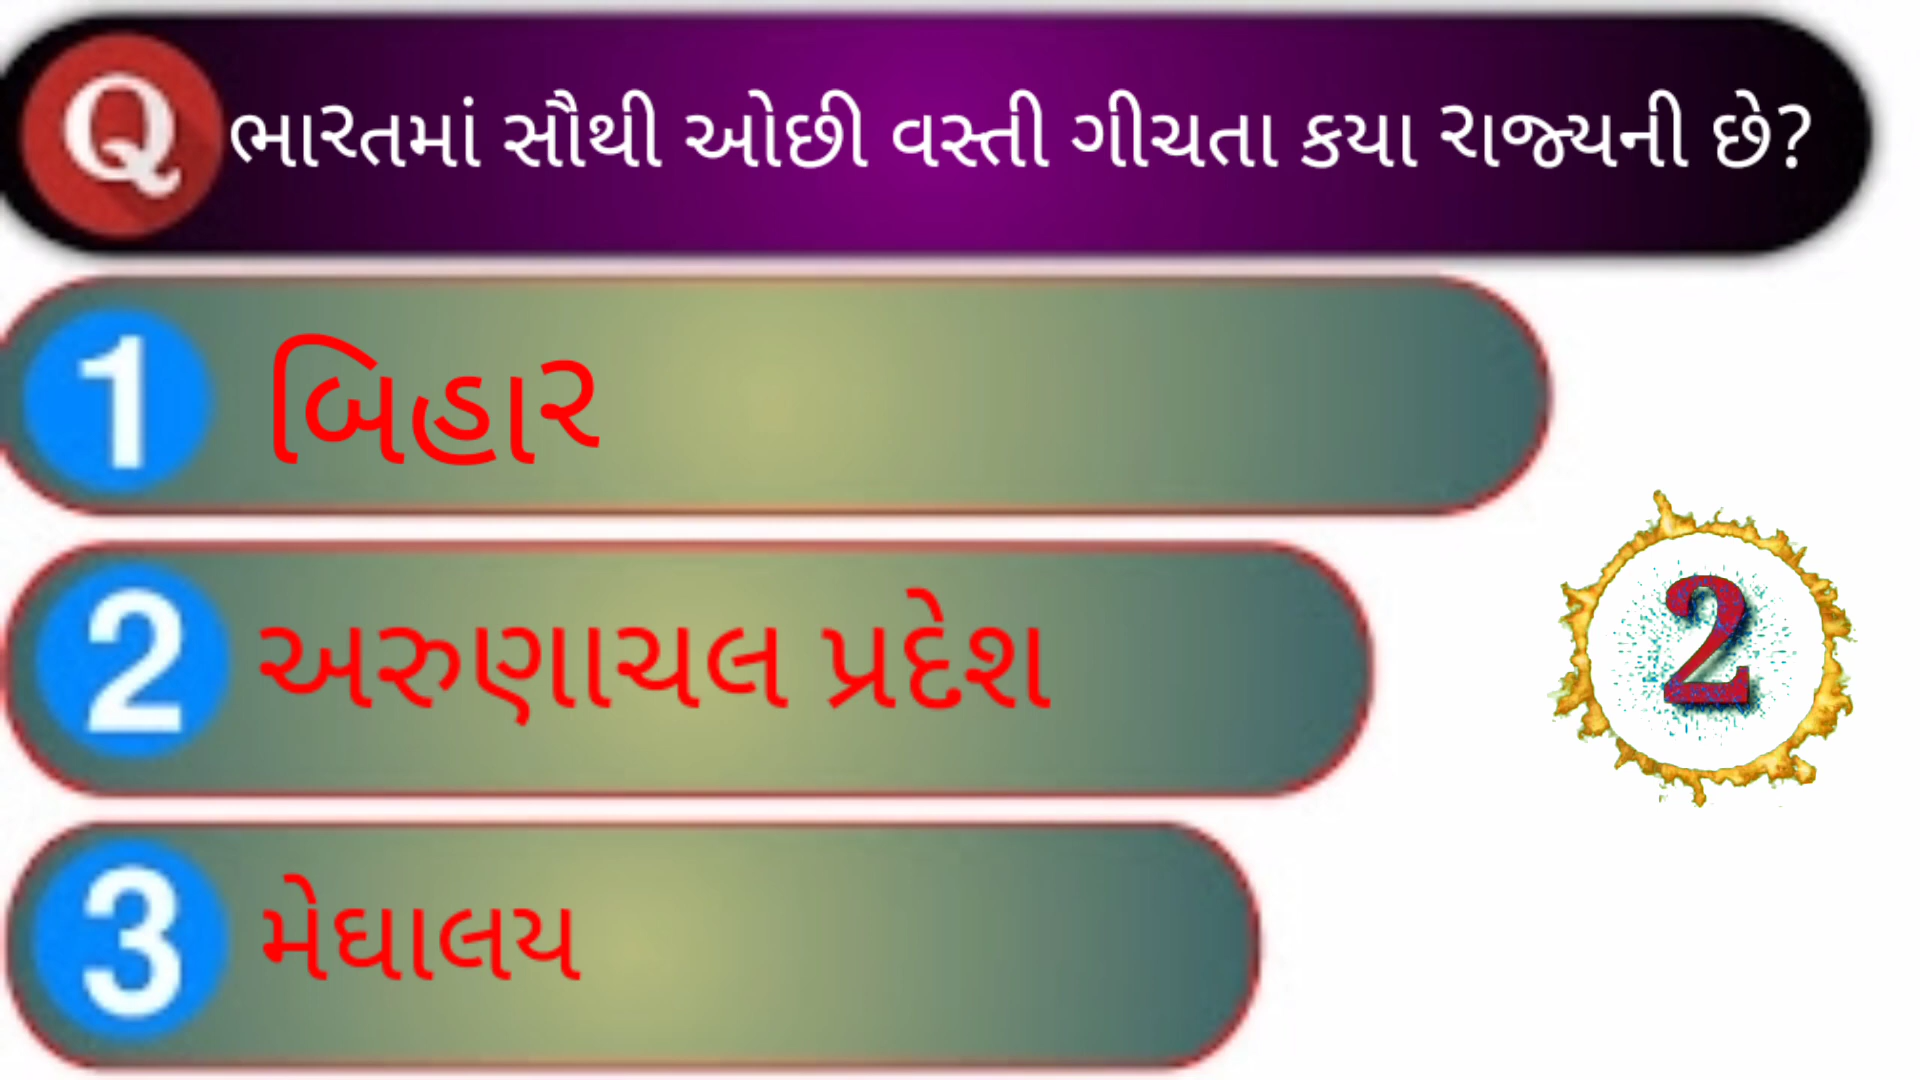 Q ભારતમાં સૌથી ઓછી વસ્તી ગીચતા કયા રાજ્યની છે?
1 બિહાર
2 અરુણાચલ પ્રદેશ
2
3 મેઘાલય